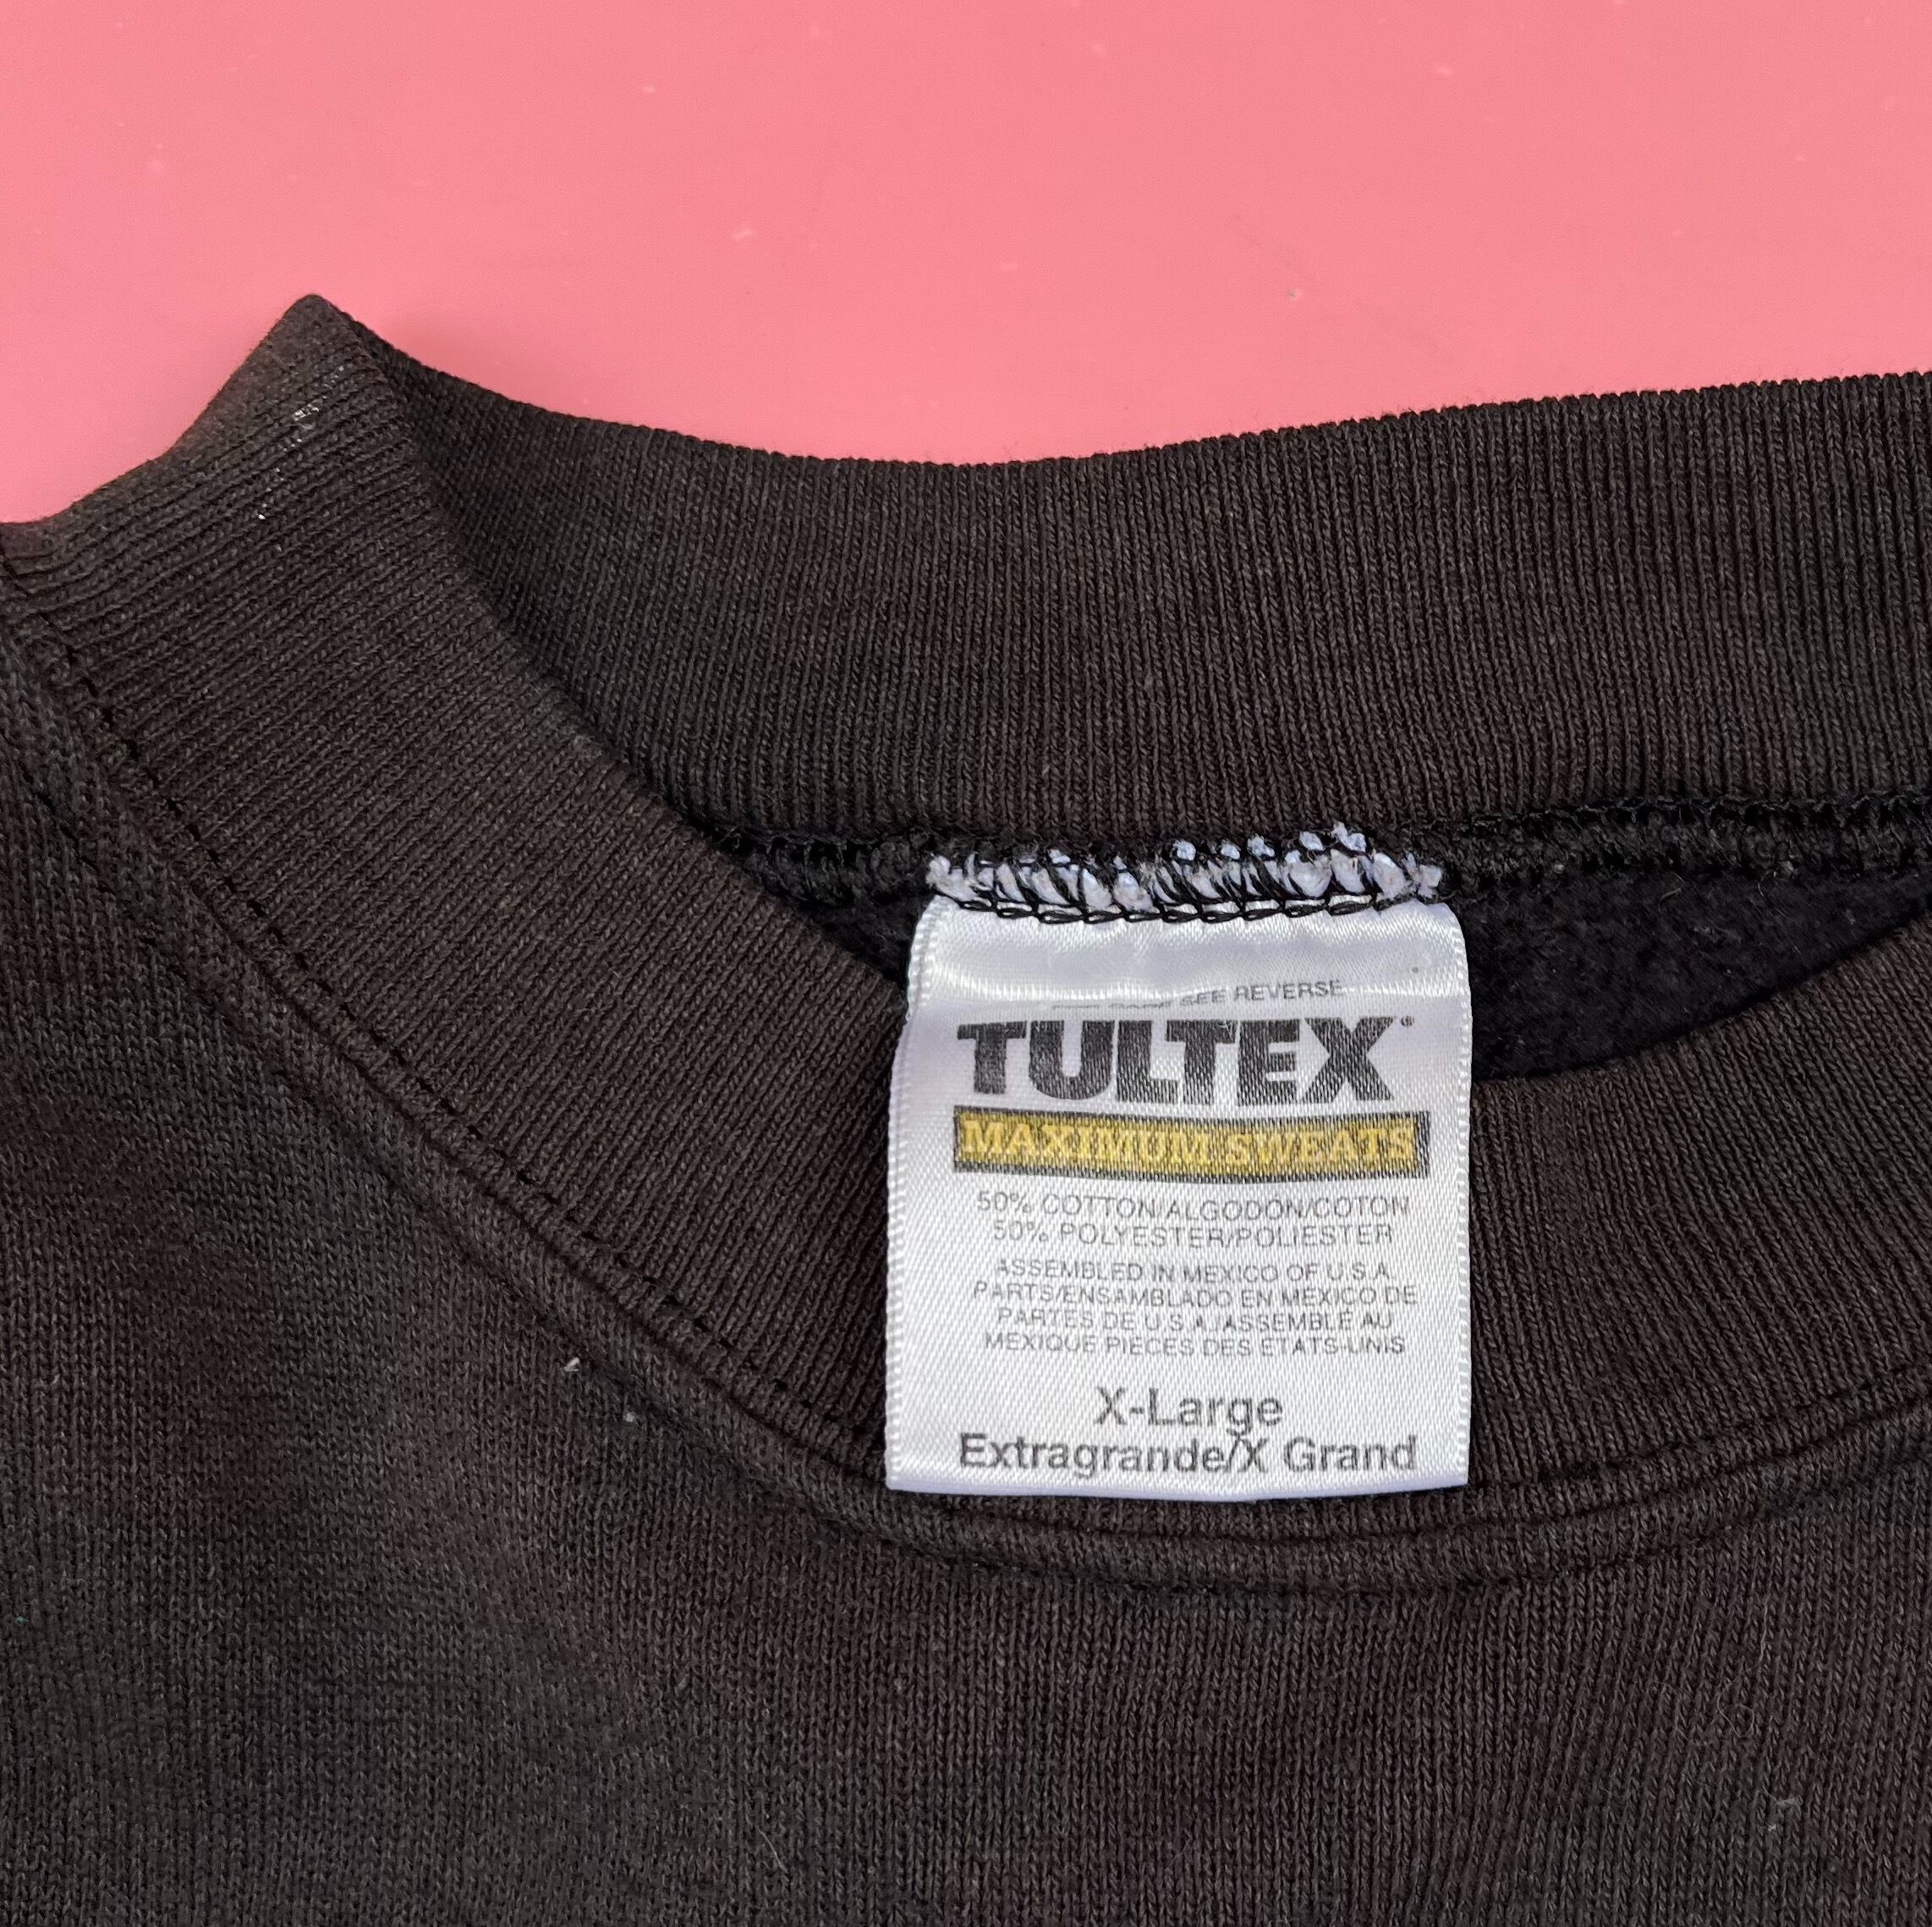 SEE REVERSE
TULTEX®
MAXIMUM SWEATS
50% COTTON/ALGODON/COTON
50% POLYESTER/POLIESTER
ASSEMBLED IN MEXICO OF U.S.A.
PARTS/ENSAMBLADO EN MEXICO DE
PARTES DE U.S.A./ASSEMBLÉ AU
MEXIQUE PIECES DES ETATS-UNIS
X-Large
Extragrande/X Grand